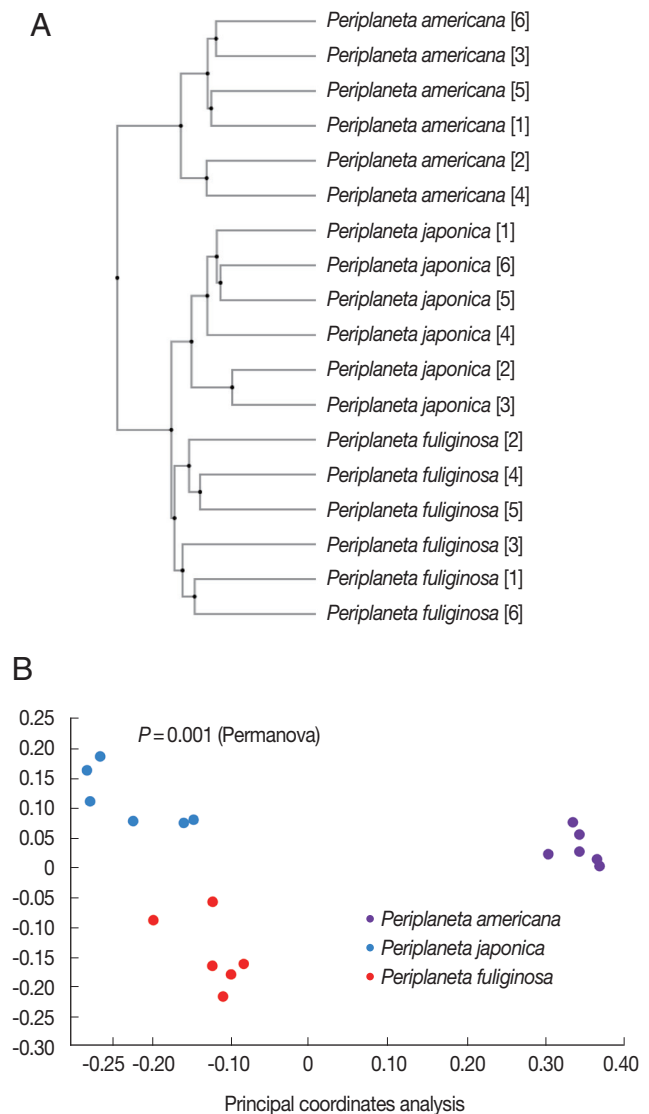 A
Periplaneta americana [6]
Periplaneta americana [3]
Periplaneta americana [5]
Periplaneta americana [1]
Periplaneta americana [2]
Periplaneta americana [4]
Periplaneta japonica [1]
Periplaneta japonica [6]
Periplaneta japonica [5]
Periplaneta japonica [4]
Periplaneta japonica [2]
Periplaneta japonica [3]
Periplaneta fuliginosa [2]
Periplaneta fuliginosa [4]
Periplaneta fuliginosa [5]
Periplaneta fuliginosa [3]
Periplaneta fuliginosa [1]
Periplaneta fuliginosa [6]
B
P = 0.001 (Permanova)
0.25
0.20
0.15
0.10
0.05
0
-0.05
-0.10
-0.15
-0.20
-0.25
-0.30
Periplaneta americana
Periplaneta japonica
Periplaneta fuliginosa
-0.25 -0.20 -0.10 0 0.10 0.20 0.30 0.40
Principal coordinates analysis